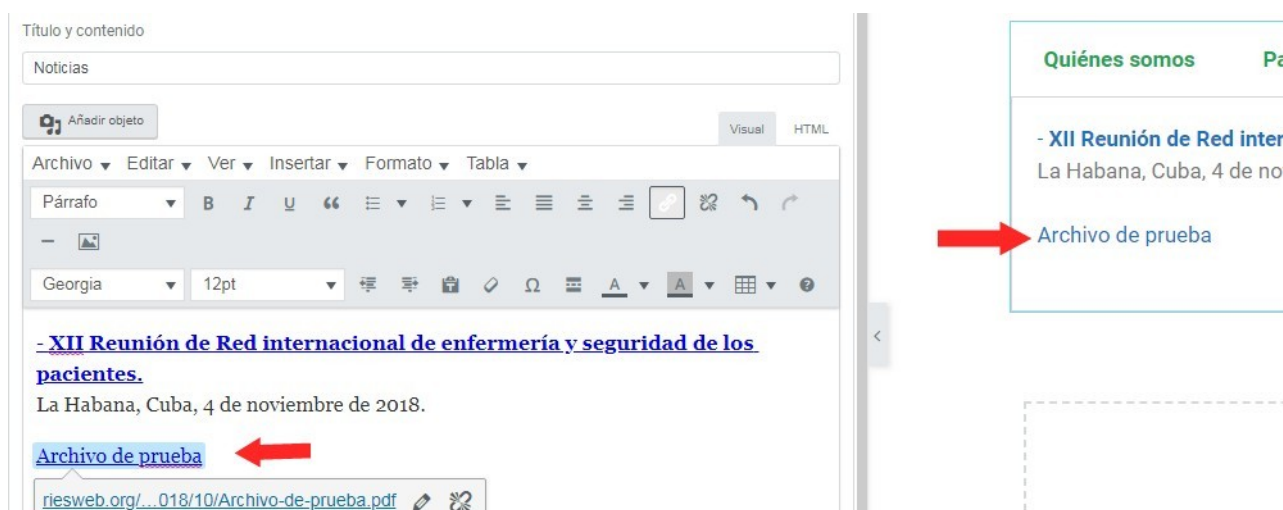 Título y contenido
Noticias
Añadir objeto
Visual HTML
Archivo Editar Ver Insertar Formato Tabla
Párrafo B I U
Georgia 12pt Ω A A
- XII Reunión de Red internacional de enfermería y seguridad de los
pacientes.
La Habana, Cuba, 4 de noviembre de 2018.
Archivo de prueba
riesweb.org/...018/10/Archivo-de-prueba.pdf
Quiénes somos Pa
- XII Reunión de Red inter
La Habana, Cuba, 4 de no
Archivo de prueba